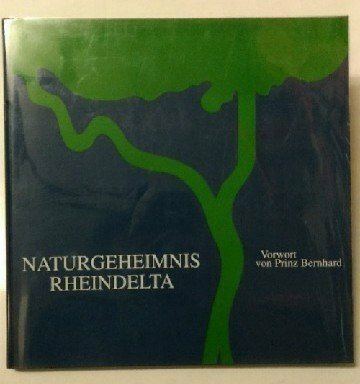 NATURGEHEIMNIS
RHEINDELTA
Vorwort
von Prinz Bernhard